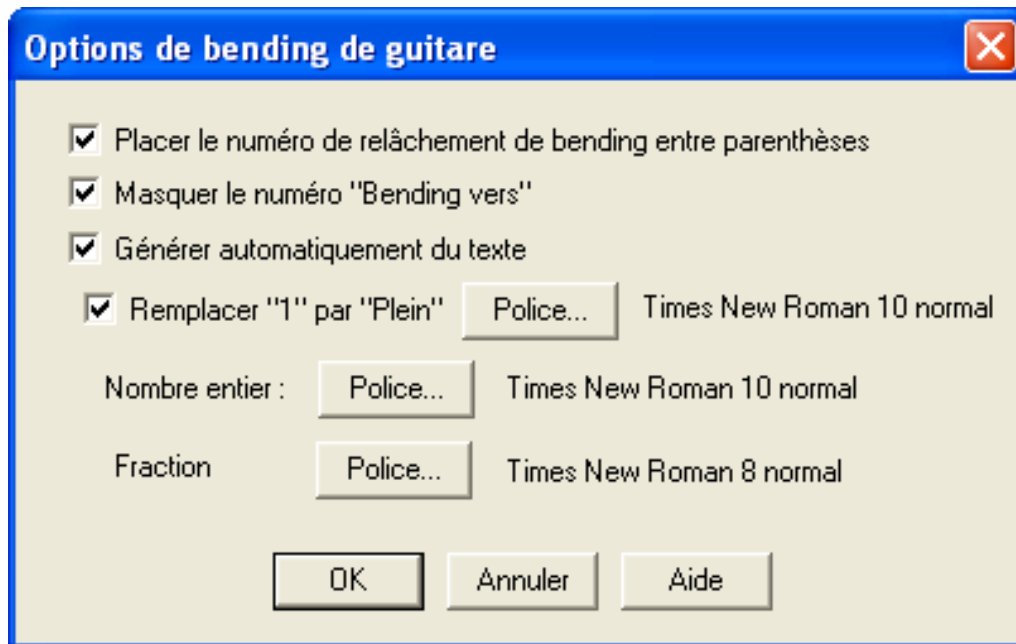 Options de bending de guitare
Placer le numéro de relâchement de bending entre parenthèses
Masquer le numéro "Bending vers"
Générer automatiquement du texte
Remplacer "1" par "Plein" Police... Times New Roman 10 normal
Nombre entier : Police... Times New Roman 10 normal
Fraction Police... Times New Roman 8 normal
OK Annuler Aide